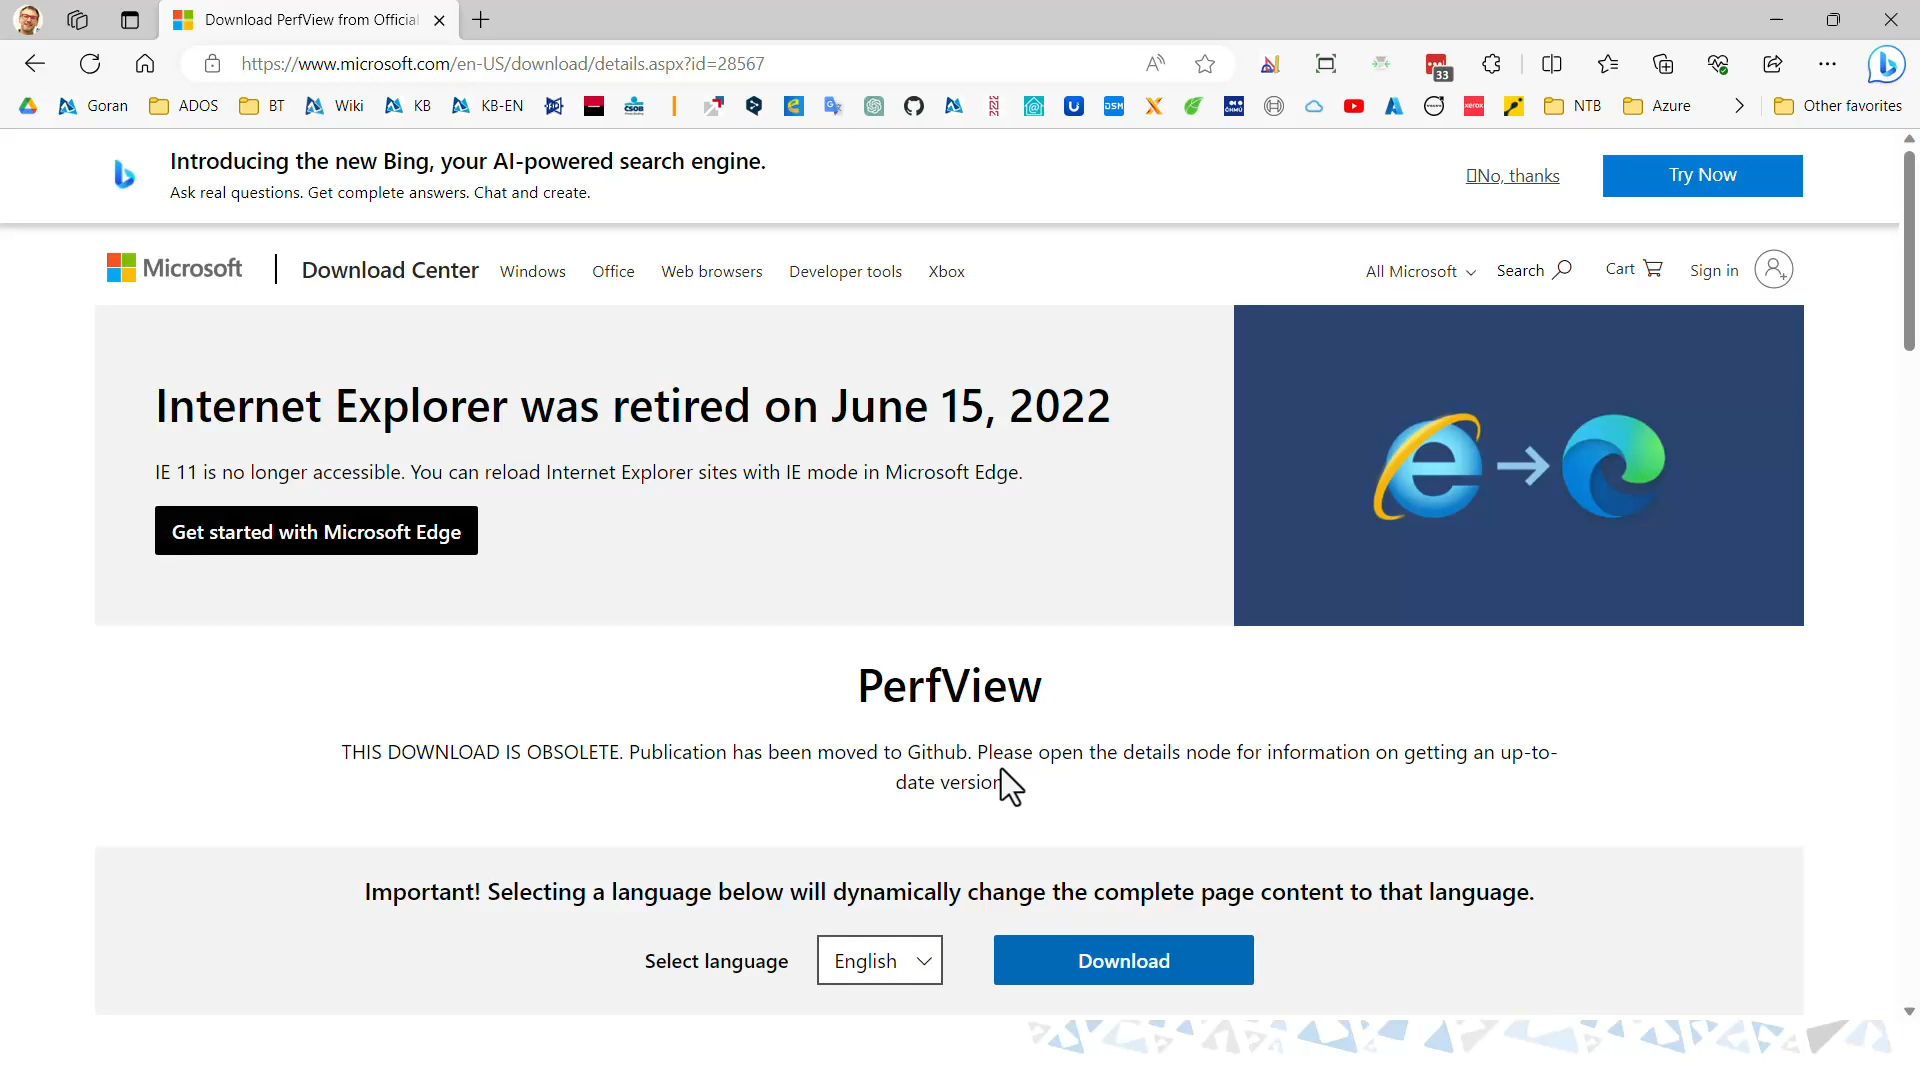 Download PerfView from Official
https://www.microsoft.com/en-US/download/details.aspx?id=28567
33
Goran ADOS BT Wiki KB KB-EN NTB Azure Other favorites
Introducing the new Bing, your AI-powered search engine.
Ask real questions. Get complete answers. Chat and create.
No, thanks
Try Now
Microsoft Download Center Windows Office Web browsers Developer tools Xbox All Microsoft Search Cart Sign in
Internet Explorer was retired on June 15, 2022
IE 11 is no longer accessible. You can reload Internet Explorer sites with IE mode in Microsoft Edge.
Get started with Microsoft Edge
PerfView
THIS DOWNLOAD IS OBSOLETE. Publication has been moved to Github. Please open the details node for information on getting an up-to-
date version
Important! Selecting a language below will dynamically change the complete page content to that language.
Select language English Download